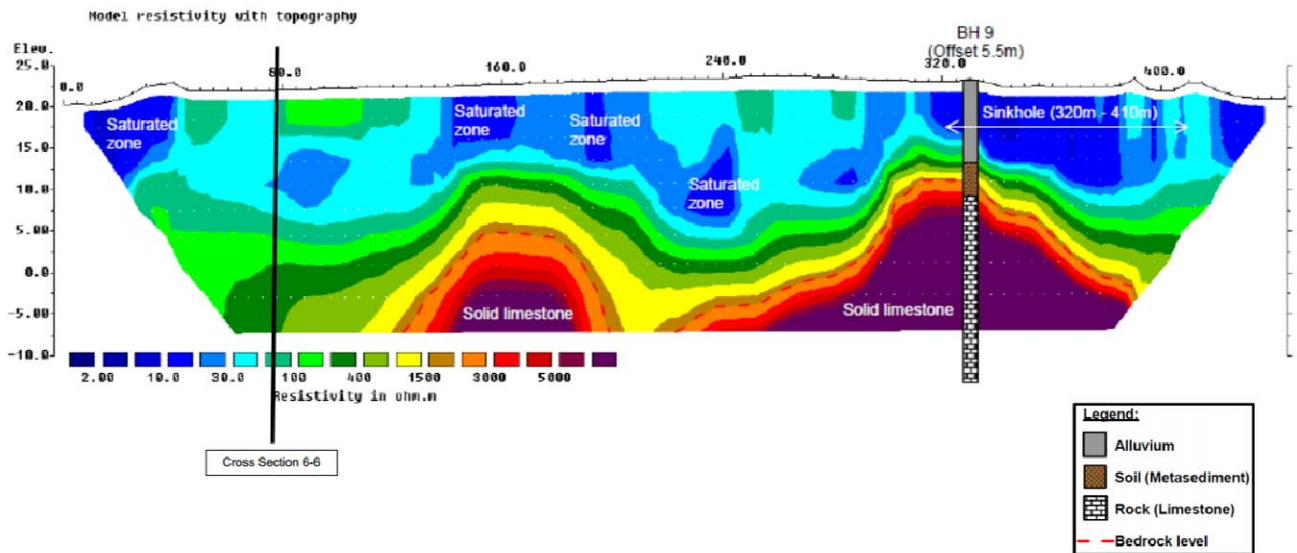 Model resistivity with topography
BH 9
(Offset 5.5m)
Elev.
25.0
20.0
15.0
10.0
5.00
0.0
-5.00
-10.0
0.0
80.0
160.0
240.0
320.0
400.0
Saturated
zone
Saturated
zone
Saturated
zone
Saturated
zone
Sinkhole (320m - 410m)
Solid limestone
Solid limestone
2.00 10.0 30.0 100 400 1500 3000 5000
Resistivity in ohm.m
Cross Section 6-6
Legend:
Alluvium
Soil (Metasediment)
Rock (Limestone)
Bedrock level